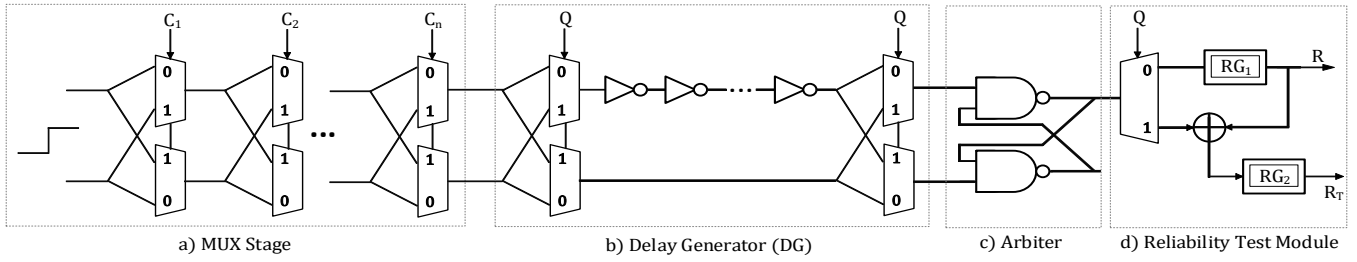 C1 C2 Cn Q Q Q
0 0 0 0 0 0 RG1 R
1 1 1 1 1
... ...
1 1 1 1 1 1
0 0 0 0 0 RG2 RT
a) MUX Stage
b) Delay Generator (DG)
c) Arbiter
d) Reliability Test Module